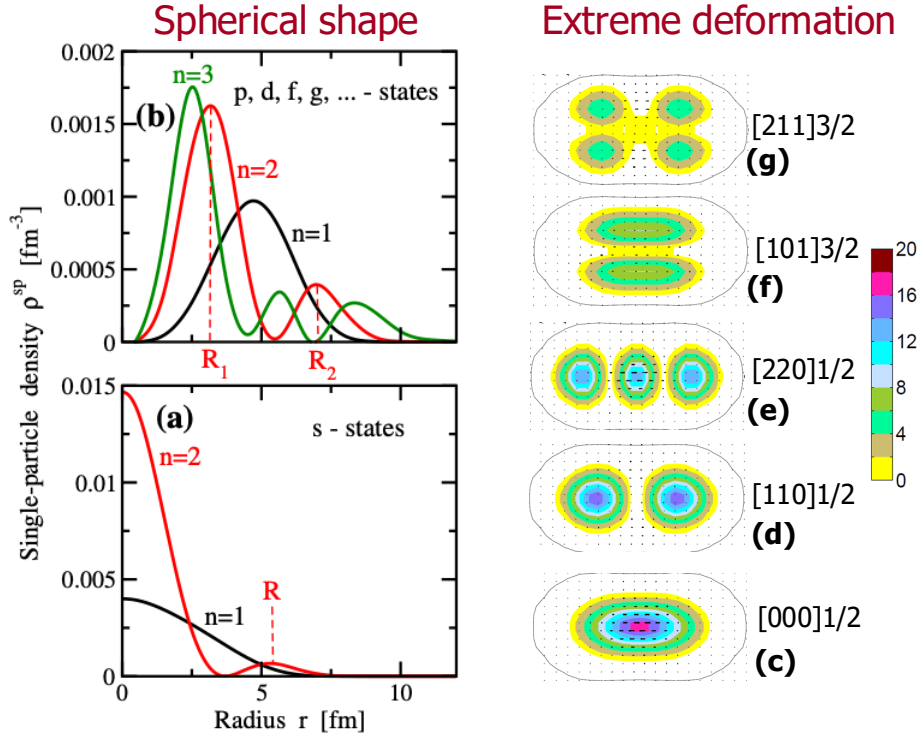 Spherical shape
Extreme deformation
0.002
0.0015
0.001
0.0005
0
(b)
n=3
p, d, f, g, ... - states
n=2
n=1
R1
R2
0.015
0.01
0.005
0
(a)
s - states
n=2
n=1
R
0
5
10
Radius r [fm]
Single-particle density ρ^sp [fm^-3]
[211]3/2
(g)
[101]3/2
(f)
[220]1/2
(e)
[110]1/2
(d)
[000]1/2
(c)
20
16
12
8
4
0